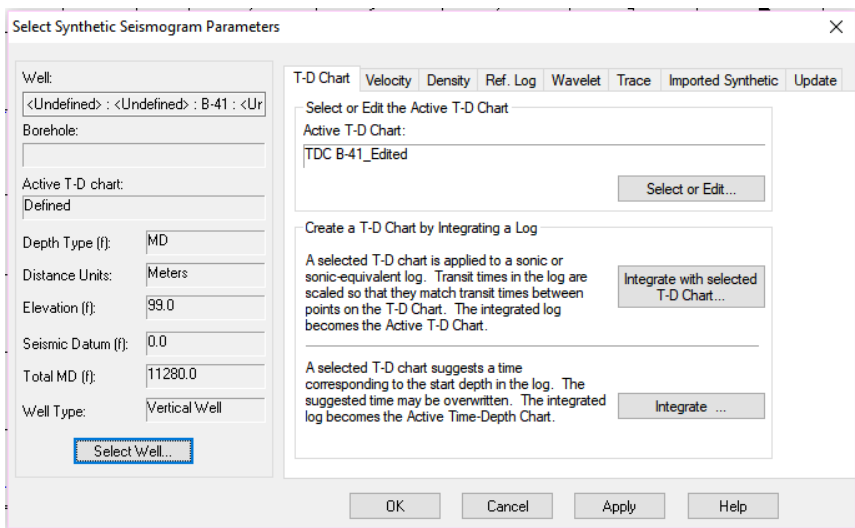 Select Synthetic Seismogram Parameters
Well:
<Undefined> : <Undefined> : B-41 : <Ur
Borehole:
Active T-D chart:
Defined
Depth Type (f):
MD
Distance Units:
Meters
Elevation (f):
99.0
Seismic Datum (f):
0.0
Total MD (f):
11280.0
Well Type:
Vertical Well
Select Well...
T-D Chart
Velocity
Density
Ref. Log
Wavelet
Trace
Imported Synthetic
Update
Select or Edit the Active T-D Chart
Active T-D Chart:
TDC B-41_Edited
Select or Edit...
Create a T-D Chart by Integrating a Log
A selected T-D chart is applied to a sonic or
sonic-equivalent log. Transit times in the log are
scaled so that they match transit times between
points on the T-D Chart. The integrated log
becomes the Active T-D Chart.
Integrate with selected
T-D Chart...
A selected T-D chart suggests a time
corresponding to the start depth in the log. The
suggested time may be overwritten. The integrated
log becomes the Active Time-Depth Chart.
Integrate ...
OK
Cancel
Apply
Help